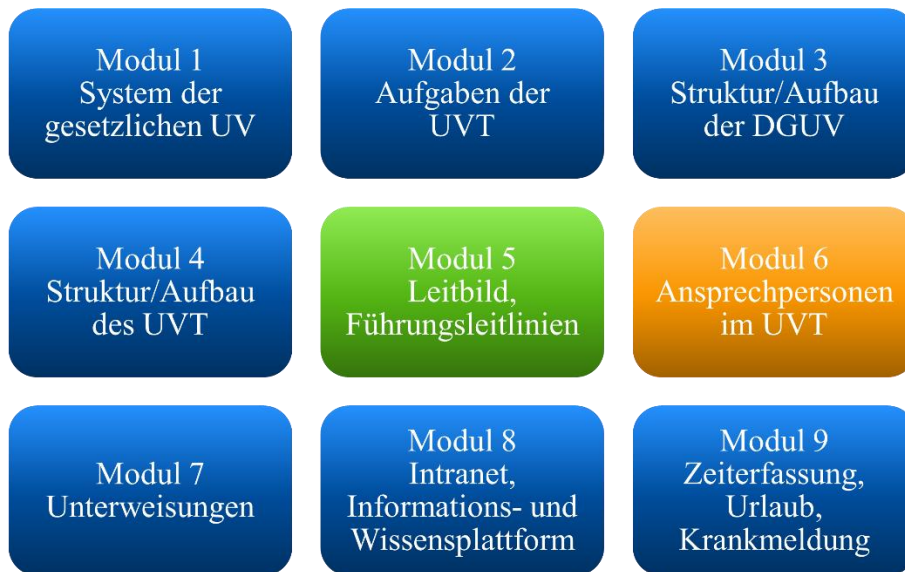 Modul 1
System der
gesetzlichen UV
Modul 2
Aufgaben der
UVT
Modul 3
Struktur/Aufbau
der DGUV
Modul 4
Struktur/Aufbau
des UVT
Modul 5
Leitbild,
Führungsleitlinien
Modul 6
Ansprechpersonen
im UVT
Modul 7
Unterweisungen
Modul 8
Intranet,
Informations- und
Wissensplattform
Modul 9
Zeiterfassung,
Urlaub,
Krankmeldung